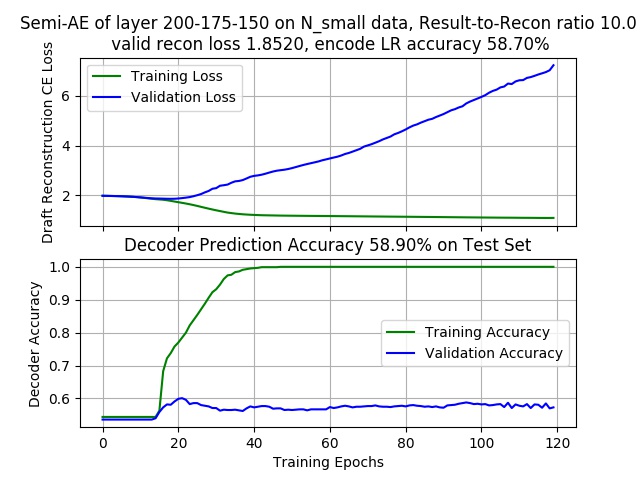 Semi-AE of layer 200-175-150 on N_small data, Result-to-Recon ratio 10.0
valid recon loss 1.8520, encode LR accuracy 58.70%
Draft Reconstruction CE Loss
6
4
2
Training Loss
Validation Loss
Decoder Prediction Accuracy 58.90% on Test Set
Decoder Accuracy
1.0
0.9
0.8
0.7
0.6
Training Accuracy
Validation Accuracy
0 20 40 60 80 100 120
Training Epochs